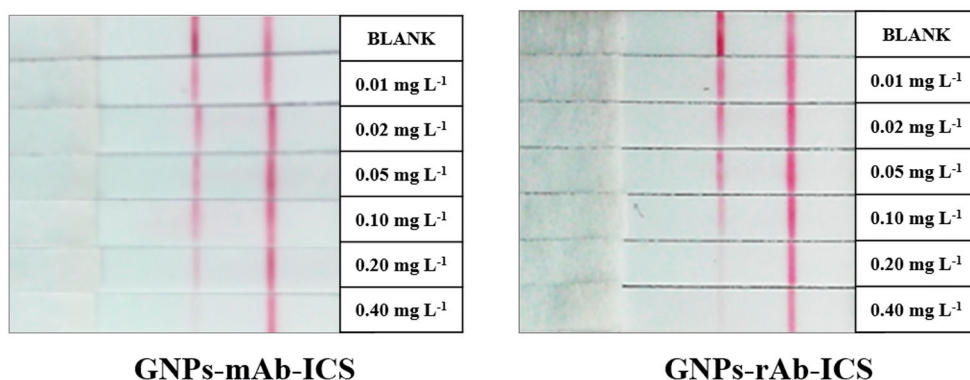 BLANK
0.01 mg L⁻¹
0.02 mg L⁻¹
0.05 mg L⁻¹
0.10 mg L⁻¹
0.20 mg L⁻¹
0.40 mg L⁻¹
GNPs-mAb-ICS
BLANK
0.01 mg L⁻¹
0.02 mg L⁻¹
0.05 mg L⁻¹
0.10 mg L⁻¹
0.20 mg L⁻¹
0.40 mg L⁻¹
GNPs-rAb-ICS